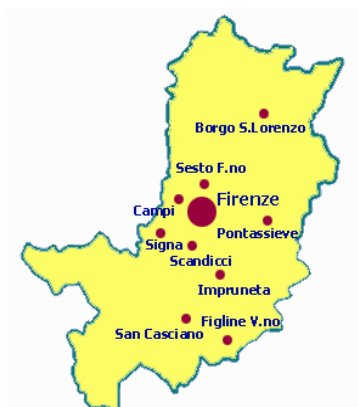 Borgo S.Lorenzo
Sesto F.no
Firenze
Campi
Pontassieve
Signa
Scandicci
Impruneta
Figline V.no
San Casciano